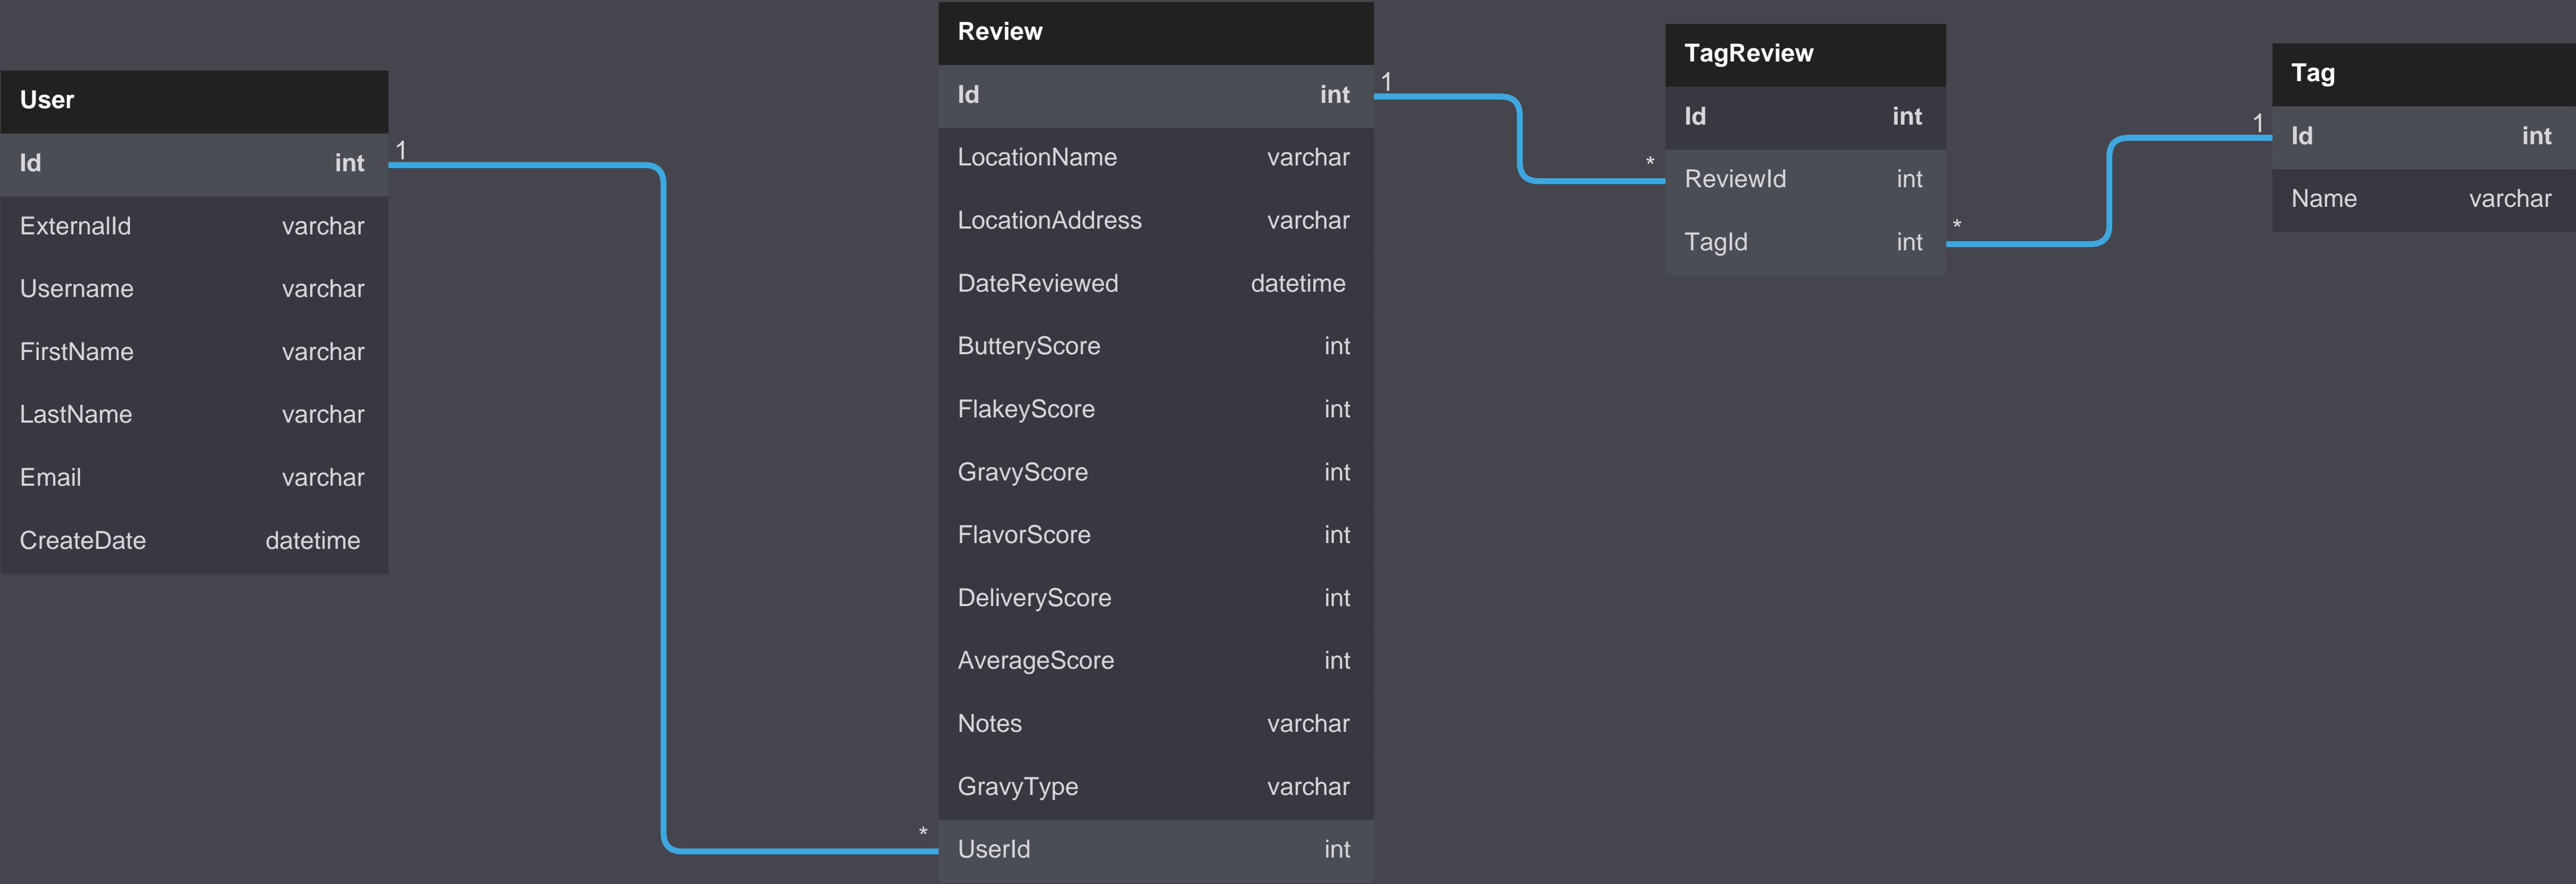 User
Id int
ExternalId varchar
Username varchar
FirstName varchar
LastName varchar
Email varchar
CreateDate datetime
1
*
Review
Id int
LocationName varchar
LocationAddress varchar
DateReviewed datetime
ButteryScore int
FlakeyScore int
GravyScore int
FlavorScore int
DeliveryScore int
AverageScore int
Notes varchar
GravyType varchar
UserId int
1
*
TagReview
Id int
ReviewId int
TagId int
*
1
Tag
Id int
Name varchar